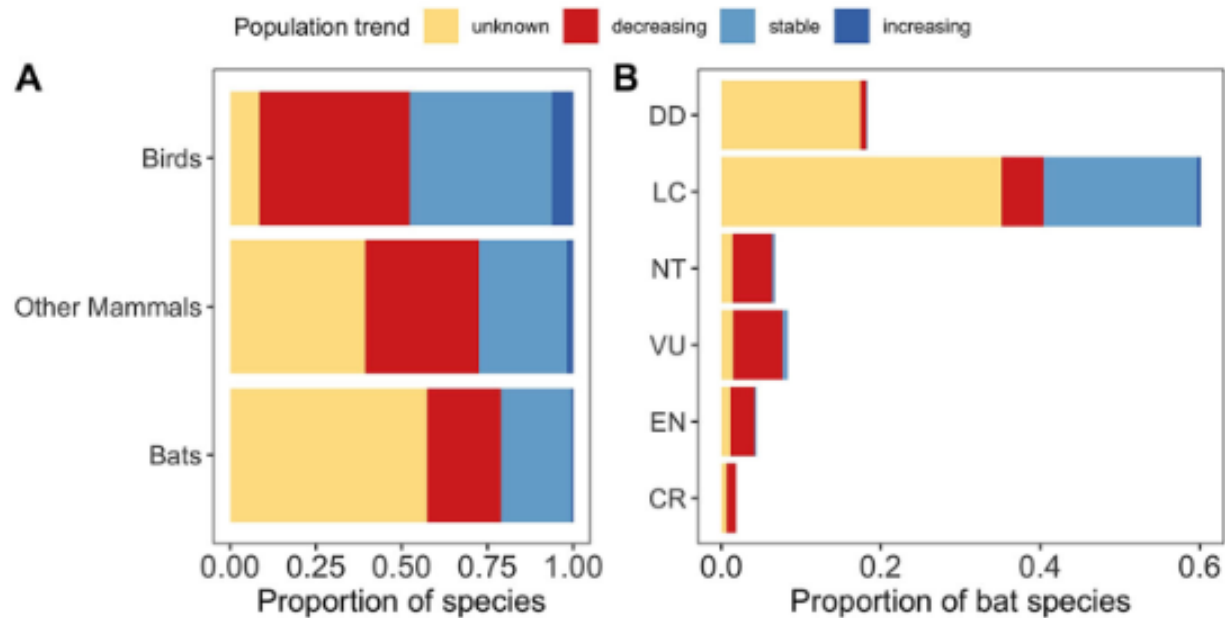 Population trend unknown decreasing stable increasing
A
Birds
Other Mammals
Bats
0.00 0.25 0.50 0.75 1.00
Proportion of species
B
DD
LC
NT
VU
EN
CR
0.0 0.2 0.4 0.6
Proportion of bat species